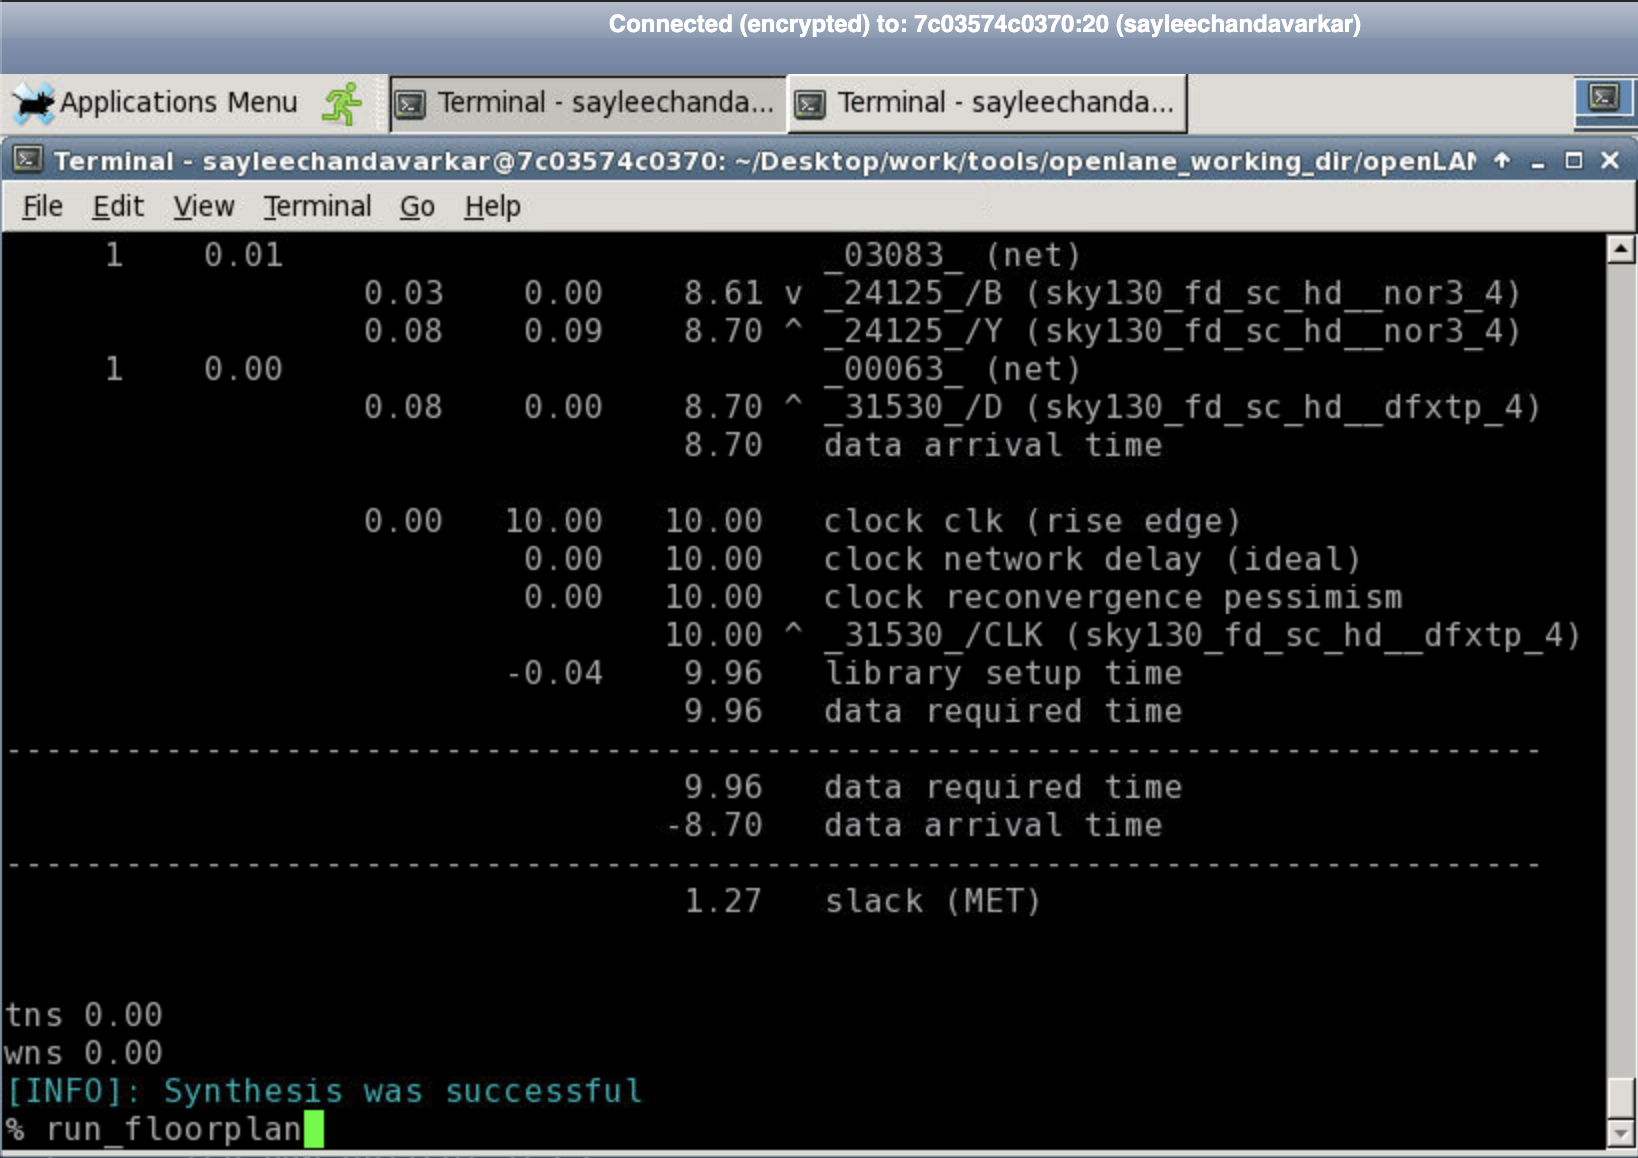 Connected (encrypted) to: 7c03574c0370:20 (sayleechandavarkar)
Applications Menu Terminal - sayleechanda... Terminal - sayleechanda...
Terminal - sayleechandavarkar@7c03574c0370: ~/Desktop/work/tools/openlane_working_dir/openLAN
File Edit View Terminal Go Help
1 0.01 _03083_ (net)
0.03 0.00 8.61 v _24125_/B (sky130_fd_sc_hd__nor3_4)
0.08 0.09 8.70 ^ _24125_/Y (sky130_fd_sc_hd__nor3_4)
1 0.00 _00063_ (net)
0.08 0.00 8.70 ^ _31530_/D (sky130_fd_sc_hd__dfxtp_4)
8.70 data arrival time
0.00 10.00 10.00 clock clk (rise edge)
0.00 10.00 clock network delay (ideal)
0.00 10.00 clock reconvergence pessimism
10.00 ^ _31530_/CLK (sky130_fd_sc_hd__dfxtp_4)
-0.04 9.96 library setup time
9.96 data required time
-----------------------------------------------------------------------------
9.96 data required time
-8.70 data arrival time
-----------------------------------------------------------------------------
1.27 slack (MET)
tns 0.00
wns 0.00
[INFO]: Synthesis was successful
% run_floorplan